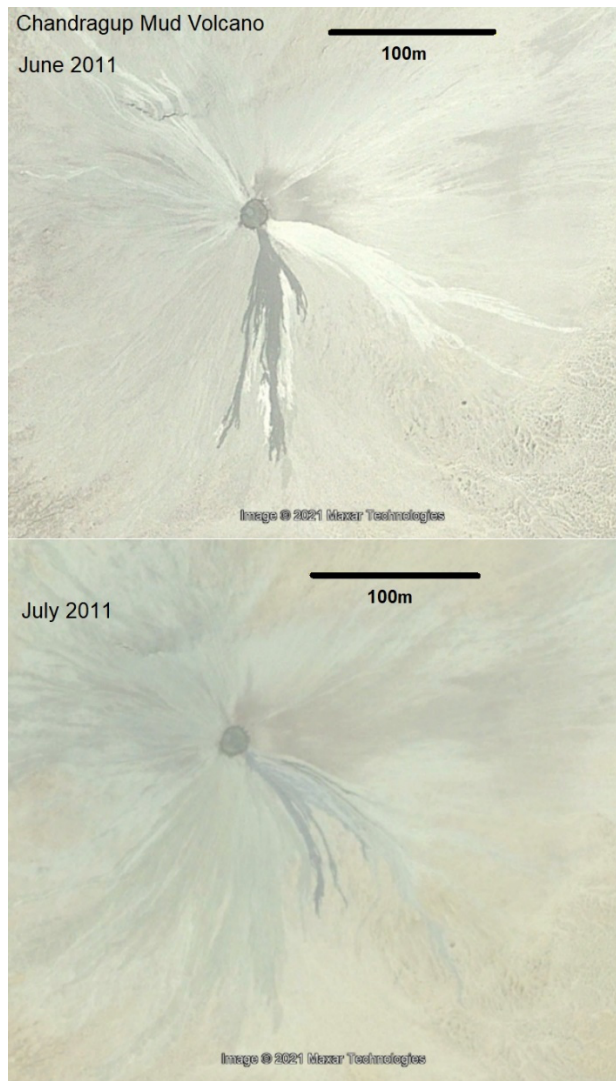 Chandragup Mud Volcano
100m
June 2011
Image © 2021 Maxar Technologies
100m
July 2011
Image © 2021 Maxar Technologies